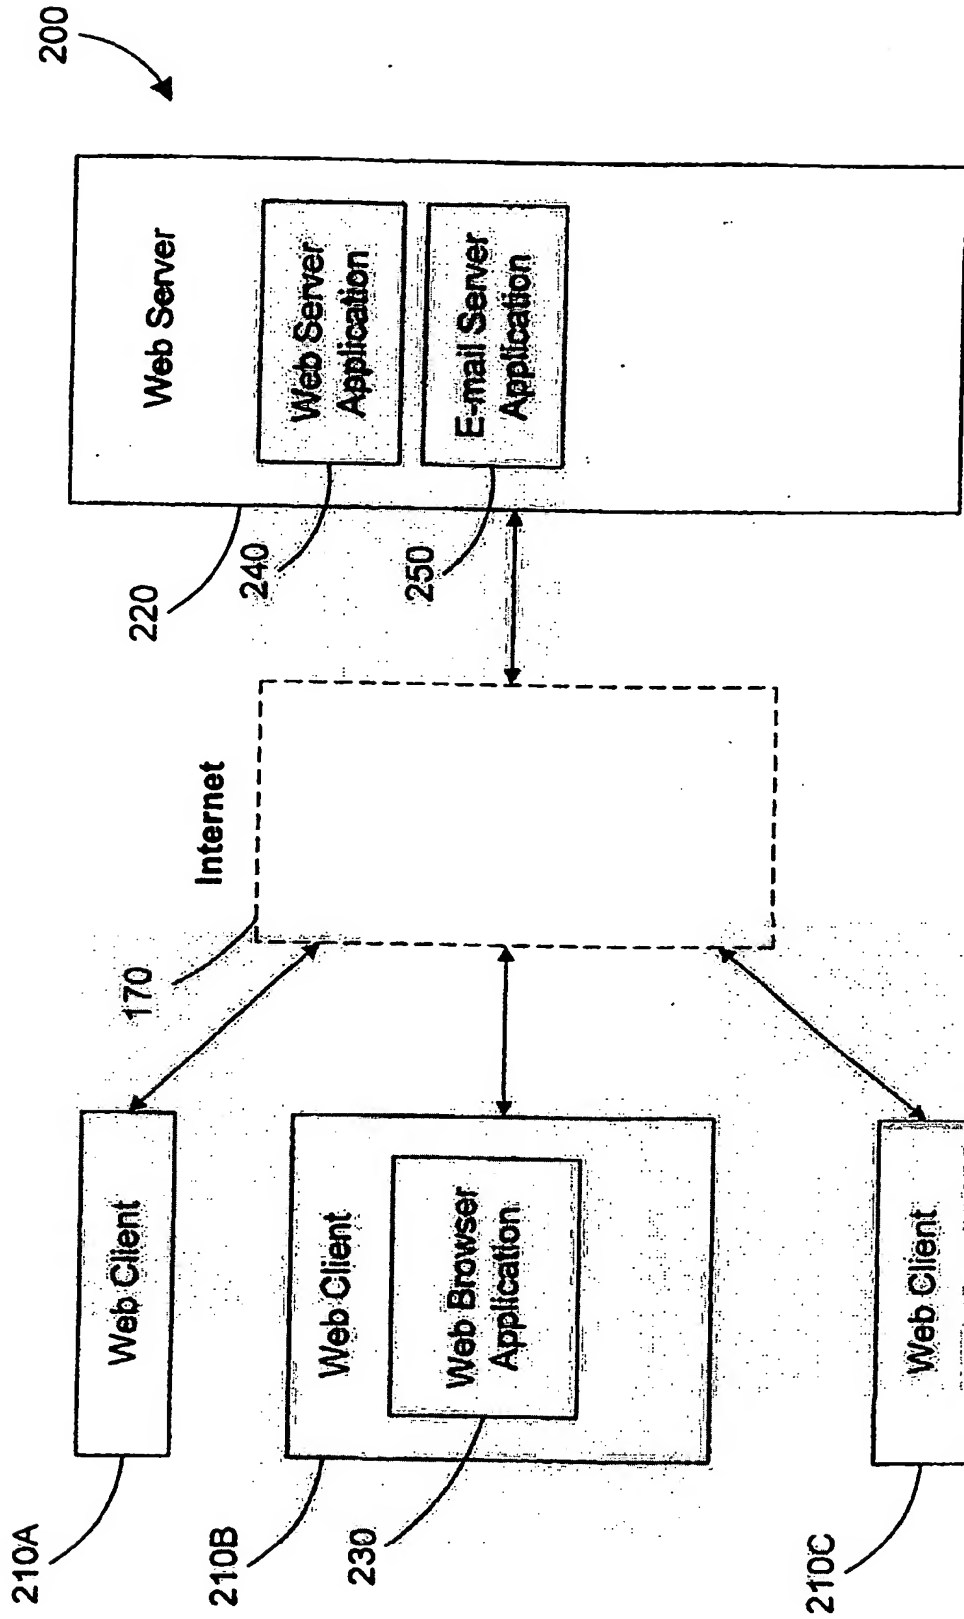 200
Web Server
Web Server
Application
E-mail Server
Application
220
240
250
Internet
170
Web Client
210A
Web Client
Web Browser
Application
210B
230
Web Client
210C